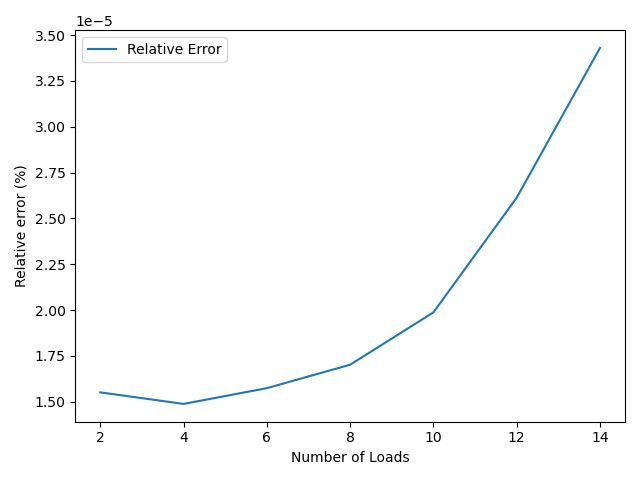 1e−5
3.50
3.25
3.00
2.75
2.50
2.25
2.00
1.75
1.50
Relative error (%)
Relative Error
2 4 6 8 10 12 14
Number of Loads